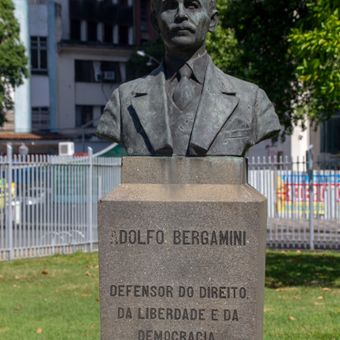 ADOLFO BERGAMINI
DEFENSOR DO DIREITO
DA LIBERDADE E DA
DEMOCRACIA